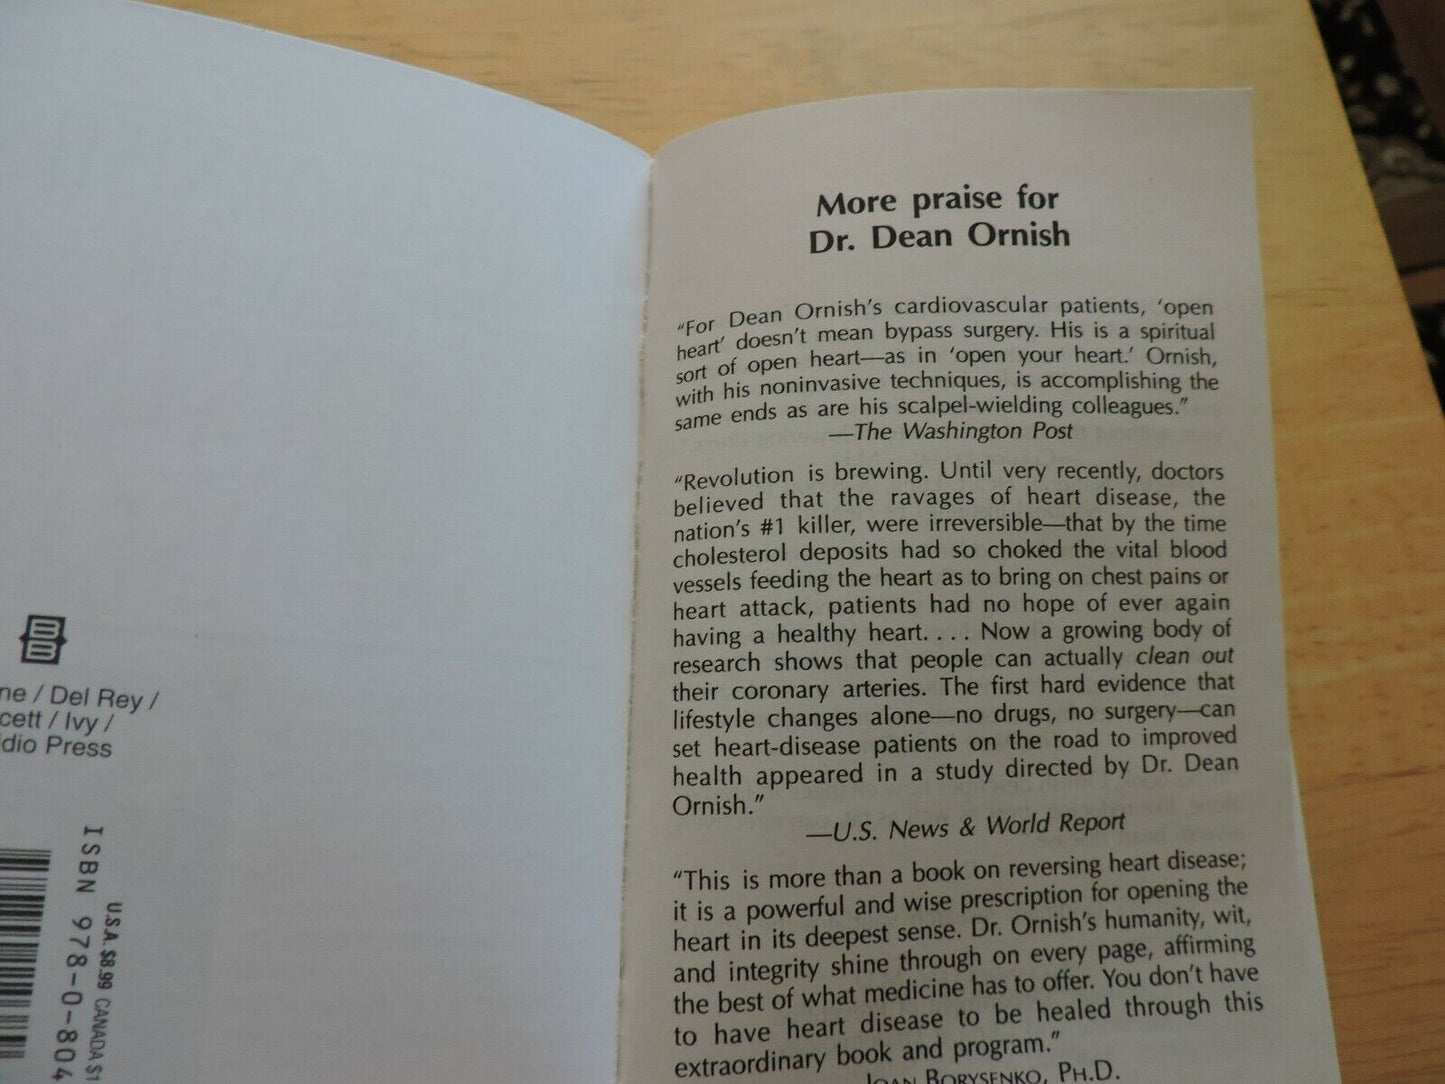 ne / Del Rey /
cett / Ivy /
dio Press
ISBN 978-0-804
U.S.A. $8.99 CANADA $1
More praise for
Dr. Dean Ornish
“For Dean Ornish’s cardiovascular patients, ‘open
heart’ doesn’t mean bypass surgery. His is a spiritual
sort of open heart—as in ‘open your heart.’ Ornish,
with his noninvasive techniques, is accomplishing the
same ends as are his scalpel-wielding colleagues.”
—The Washington Post
“Revolution is brewing. Until very recently, doctors
believed that the ravages of heart disease, the
nation’s #1 killer, were irreversible—that by the time
cholesterol deposits had so choked the vital blood
vessels feeding the heart as to bring on chest pains or
heart attack, patients had no hope of ever again
having a healthy heart. . . . Now a growing body of
research shows that people can actually clean out
their coronary arteries. The first hard evidence that
lifestyle changes alone—no drugs, no surgery—can
set heart-disease patients on the road to improved
health appeared in a study directed by Dr. Dean
Ornish.”
—U.S. News & World Report
“This is more than a book on reversing heart disease;
it is a powerful and wise prescription for opening the
heart in its deepest sense. Dr. Ornish’s humanity, wit,
and integrity shine through on every page, affirming
the best of what medicine has to offer. You don’t have
to have heart disease to be healed through this
extraordinary book and program.”
JOAN BORYSENKO, PH.D.